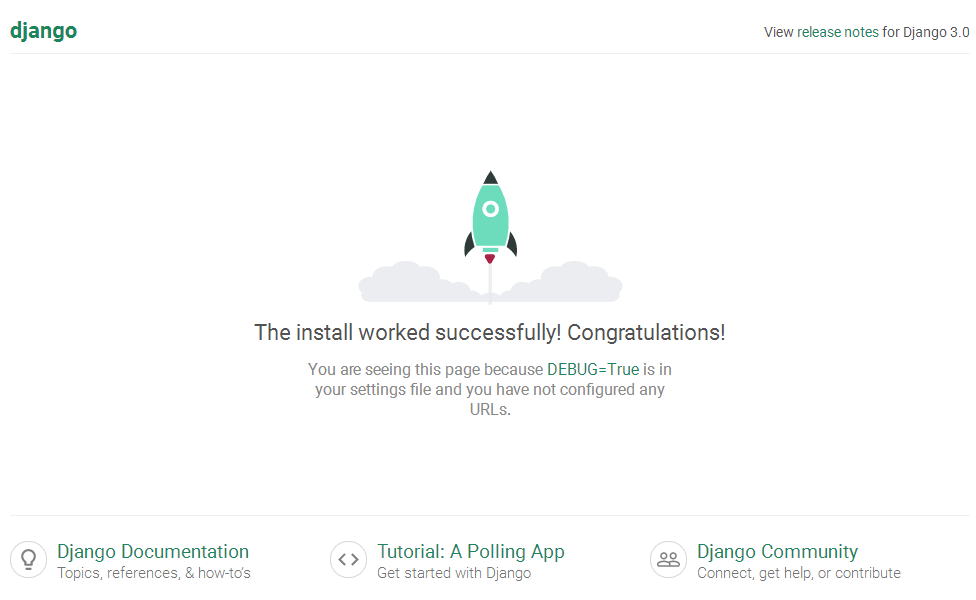 django
View release notes for Django 3.0
The install worked successfully! Congratulations!
You are seeing this page because DEBUG=True is in
your settings file and you have not configured any
URLs.
Django Documentation
Topics, references, & how-to's
Tutorial: A Polling App
Get started with Django
Django Community
Connect, get help, or contribute